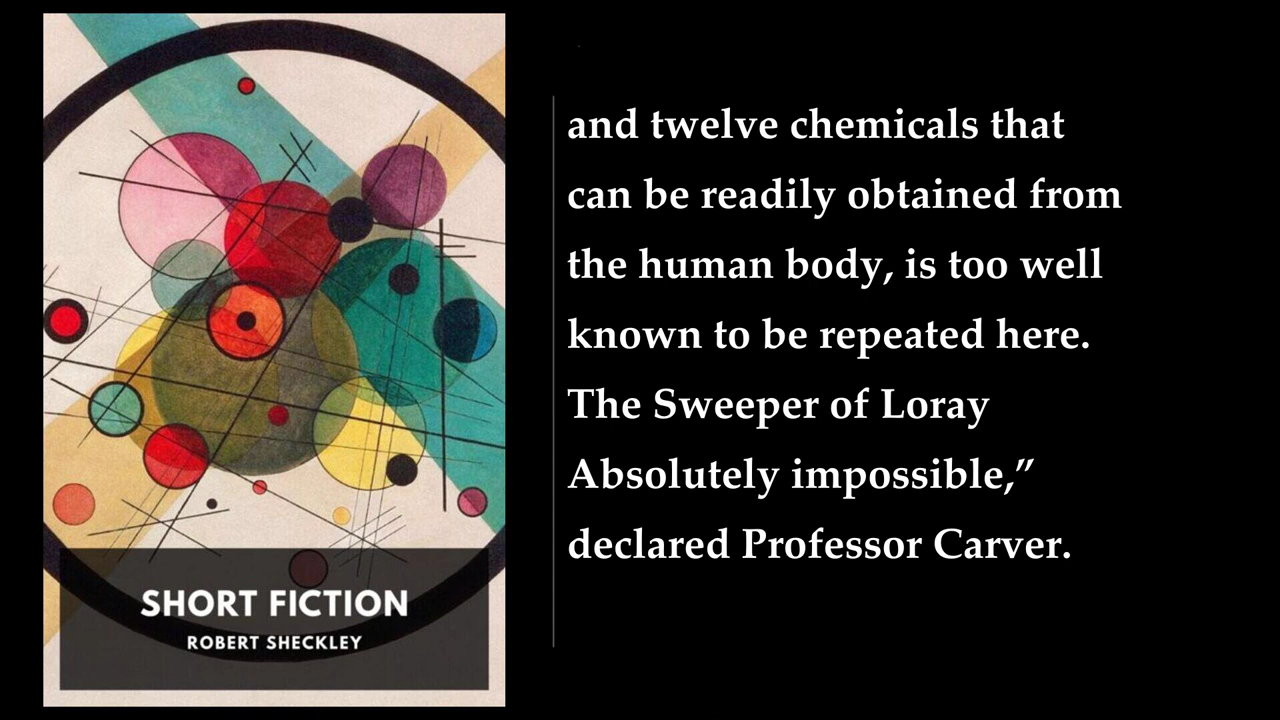 SHORT FICTION
ROBERT SHECKLEY
and twelve chemicals that
can be readily obtained from
the human body, is too well
known to be repeated here.
The Sweeper of Loray
Absolutely impossible,”
declared Professor Carver.